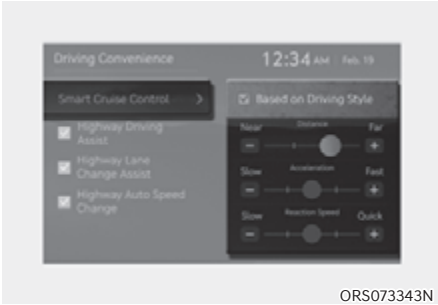 Driving Convenience
12:34 AM Feb. 19
Smart Cruise Control >
Highway Driving
Assist
Highway Lane
Change Assist
Highway Auto Speed
Change
Based on Driving Style
Distance
Near Far
Acceleration
Slow Fast
Reaction Speed
Slow Quick
ORS073343N